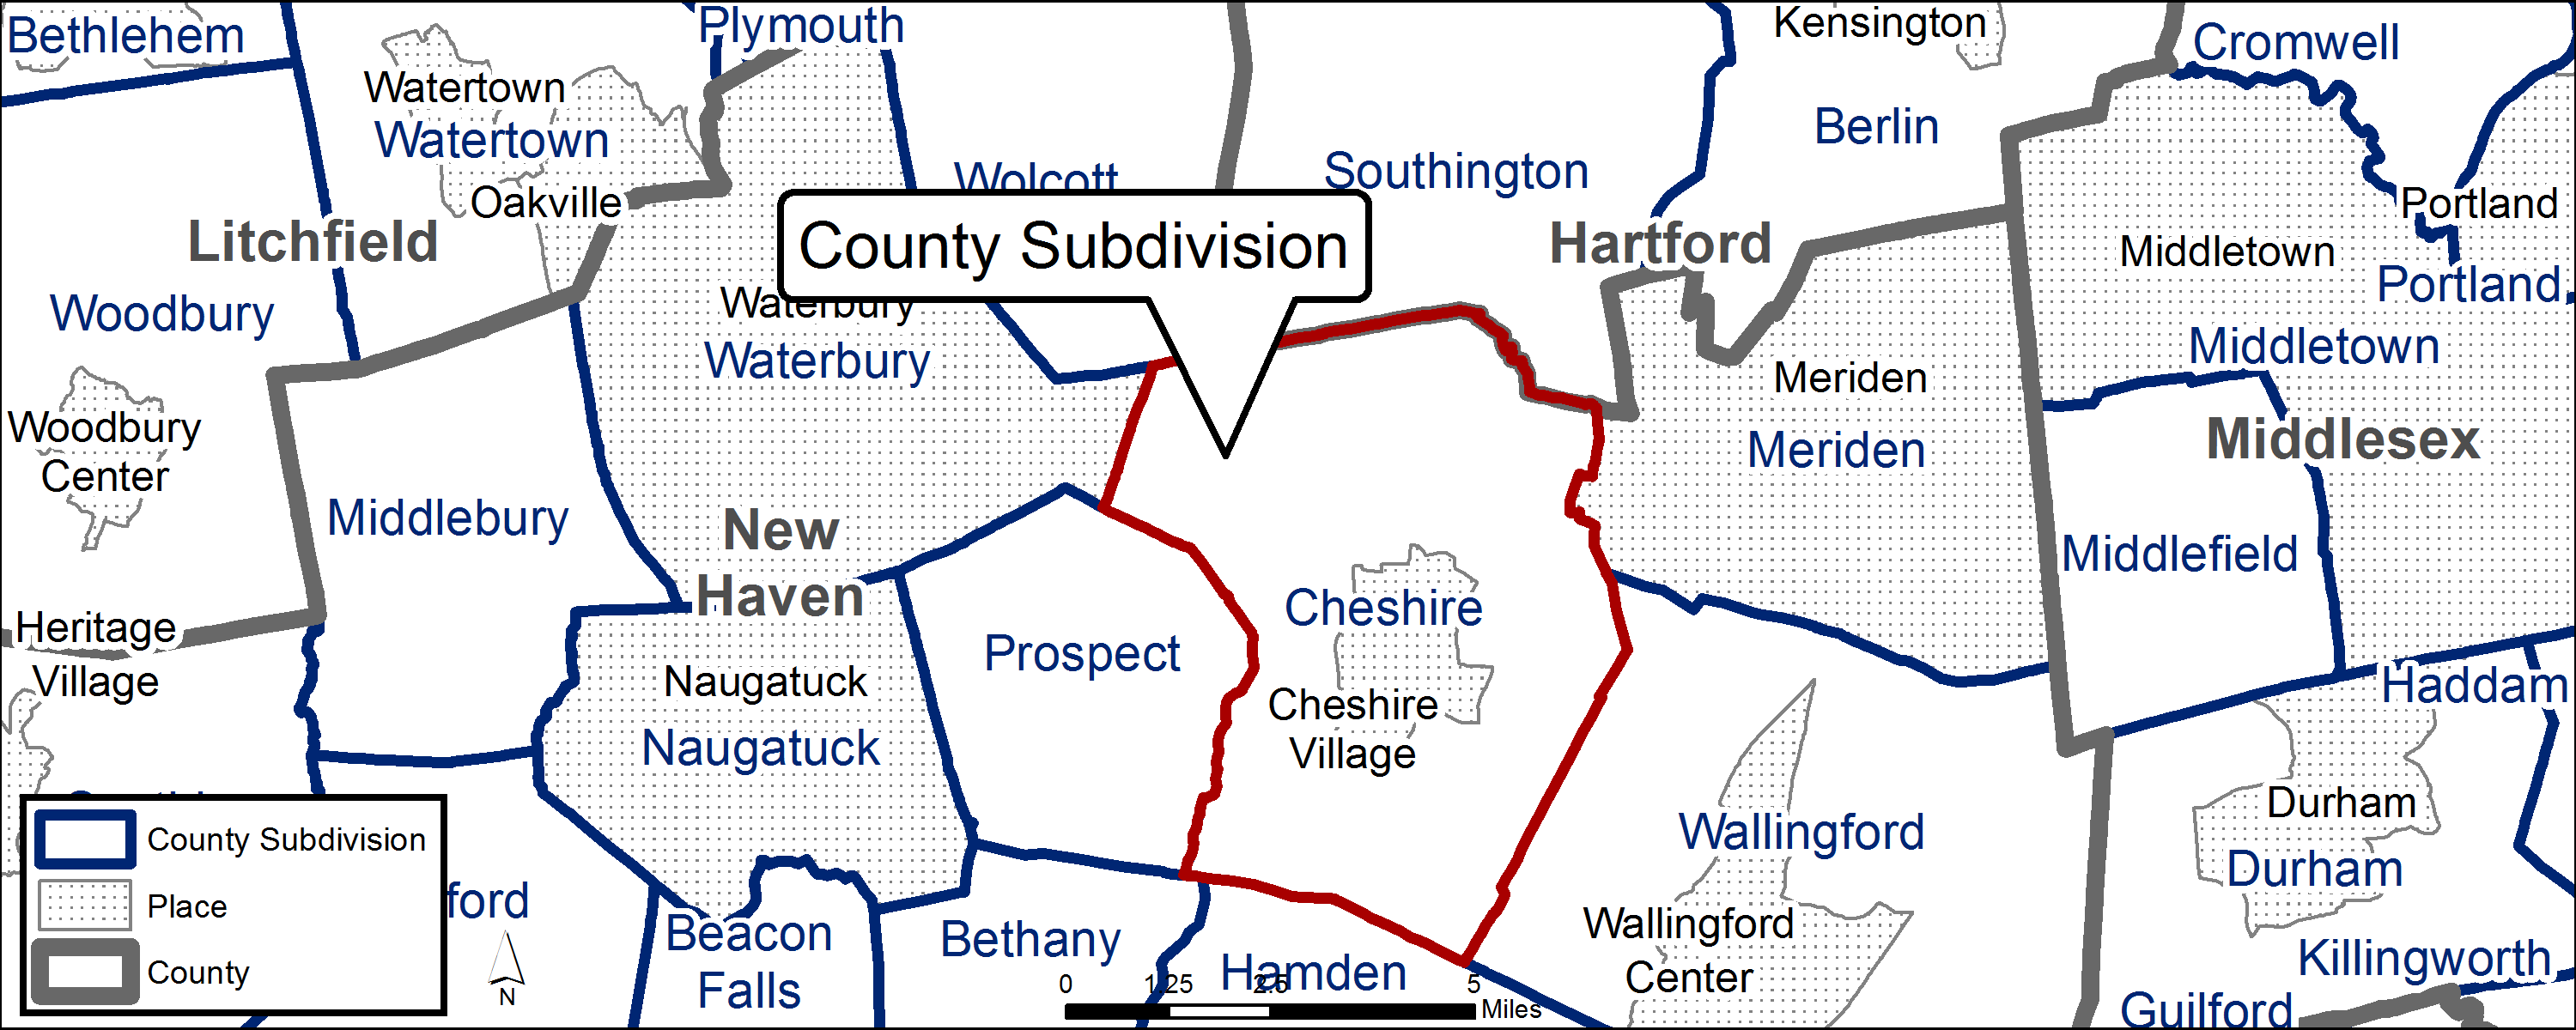 Bethlehem
Plymouth
Kensington
Cromwell
Watertown
Watertown
Berlin
Wolcott
Southington
Oakville
Portland
Litchfield
County Subdivision
Hartford
Middletown
Portland
Woodbury
Waterbury
Waterbury
Middletown
Meriden
Meriden
Middlesex
Woodbury
Center
Middlebury
New
Haven
Middlefield
Cheshire
Heritage
Village
Prospect
Naugatuck
Naugatuck
Cheshire
Village
Haddam
Durham
Durham
Wallingford
Wallingford
Center
County Subdivision
Place
County
ford
N
Beacon
Falls
Bethany
Hamden
Killingworth
Guilford
0 1.25 2.5 5
Miles